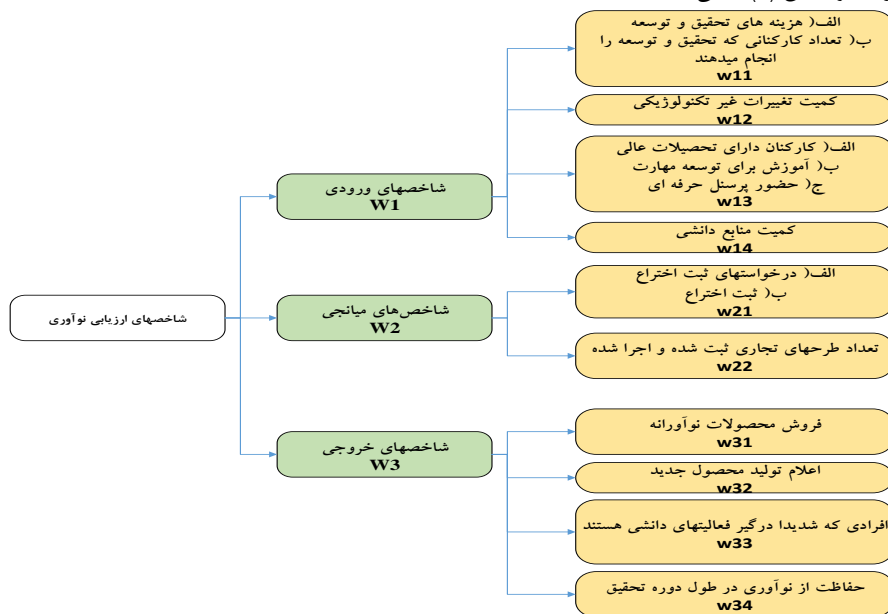 الف( هزینه های تحقیق و توسعه
ب( تعداد کارکنانی که تحقیق و توسعه را
انجام میدهند
w11
کمیت تغییرات غیر تکنولوژیکی
w12
الف( کارکنان دارای تحصیلات عالی
ب( آموزش برای توسعه مهارت
ج( حضور پرسنل حرفه ای
w13
کمیت منابع دانشی
w14
شاخصهای ورودی
W1
الف( درخواستهای ثبت اختراع
ب( ثبت اختراع
w21
تعداد طرحهای تجاری ثبت شده و اجرا شده
w22
شاخص‌های میانجی
W2
شاخصهای ارزیابی نوآوری
فروش محصولات نوآورانه
w31
اعلام تولید محصول جدید
w32
افرادی که شدیدا درگیر فعالیتهای دانشی هستند
w33
حفاظت از نوآوری در طول دوره تحقیق
w34
شاخصهای خروجی
W3